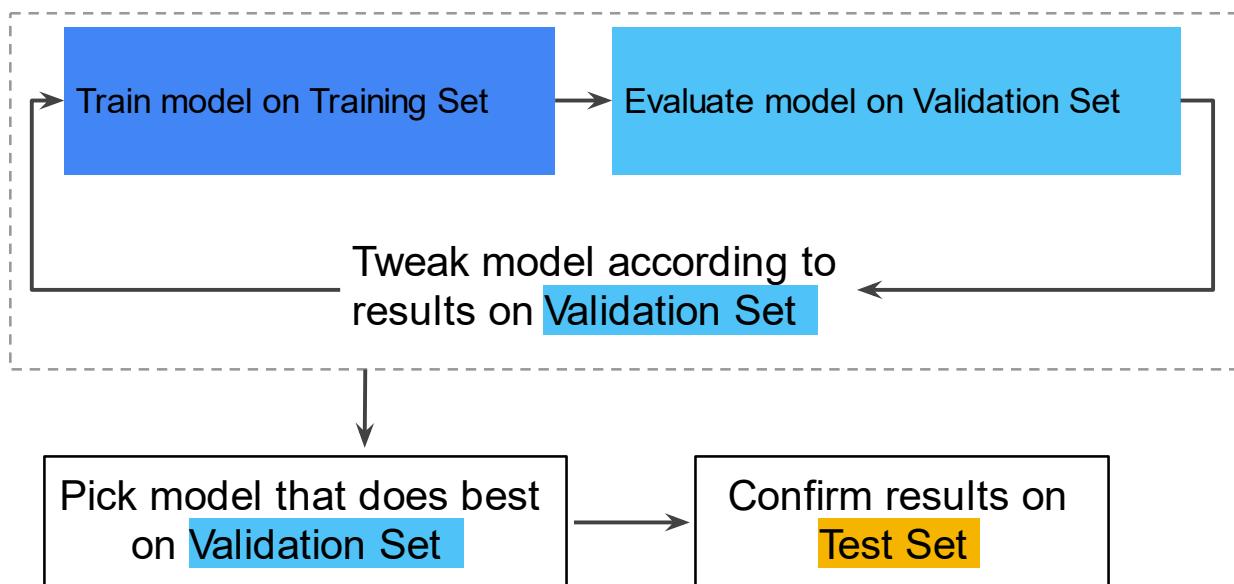 Train model on Training Set
Evaluate model on Validation Set
Tweak model according to
results on Validation Set
Pick model that does best
on Validation Set
Confirm results on
Test Set